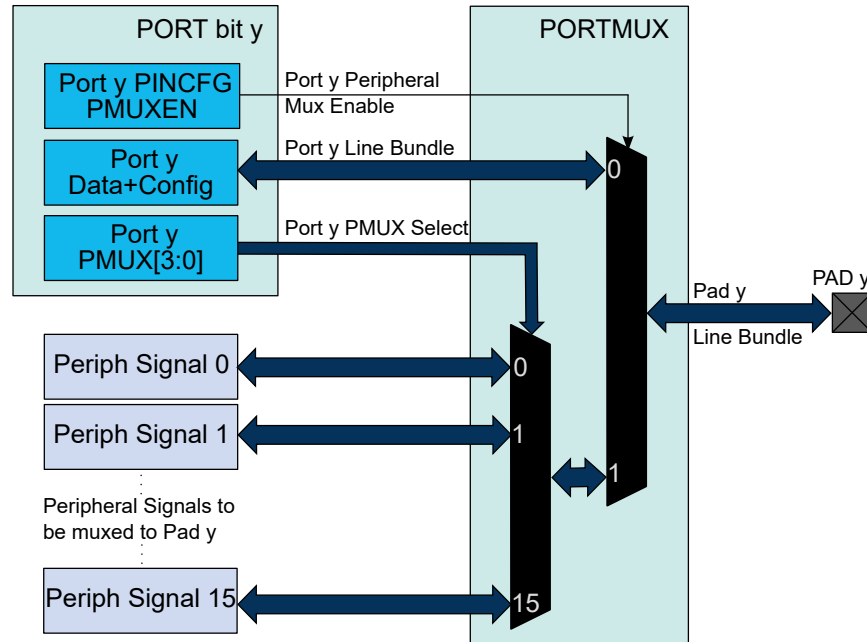 PORT bit y
PORTMUX
Port y PINCFG
PMUXEN
Port y Peripheral
Mux Enable
Port y
Data+Config
Port y Line Bundle
0
Port y
PMUX[3:0]
Port y PMUX Select
Pad y
Line Bundle
PAD y
Periph Signal 0
0
Periph Signal 1
1
1
Peripheral Signals to
be muxed to Pad y
Periph Signal 15
15